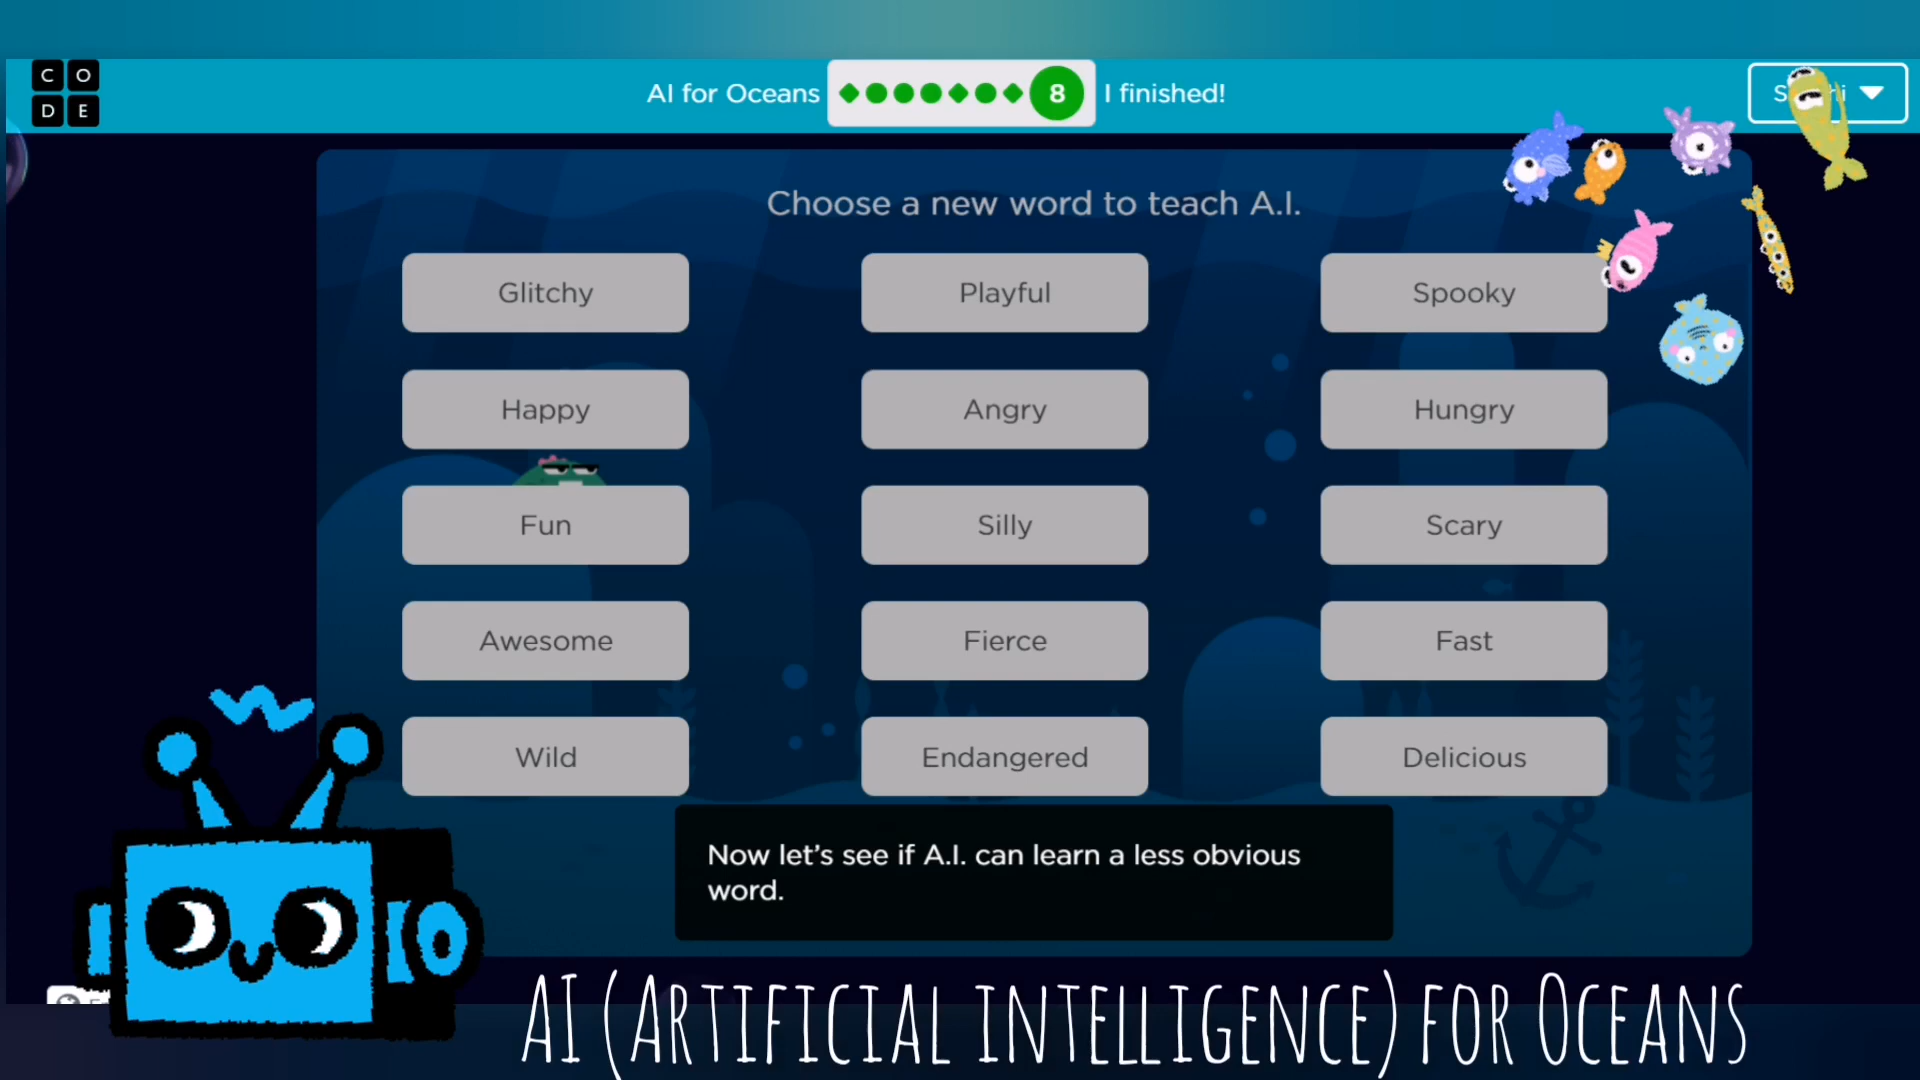 CO
DE
AI for Oceans 8 I finished!
Choose a new word to teach A.I.
Glitchy Playful Spooky
Happy Angry Hungry
Fun Silly Scary
Awesome Fierce Fast
Wild Endangered Delicious
Now let's see if A.I. can learn a less obvious
word.
AI (ARTIFICIAL INTELLIGENCE) FOR OCEANS